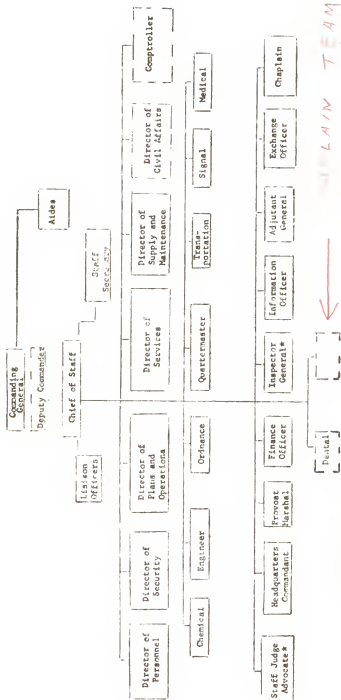 Commanding
General
Deputy Commander
Aides
Chief of Staff
Liaison
Officers
Staff
Secretary
Director of
Personnel
Director of
Security
Director of
Plans and
Operations
Director of
Services
Director of
Supply and
Maintenance
Director of
Civil Affairs
Comptroller
Chemical
Engineer
Ordnance
Quartermaster
Trans-
portation
Signal
Medical
Staff Judge
Advocate*
Headquarters
Commandant
Provost
Marshal
Finance
Officer
Inspector
General*
Information
Officer
Adjutant
General
Exchange
Officer
Chaplain
Dental
LAIN TEAM